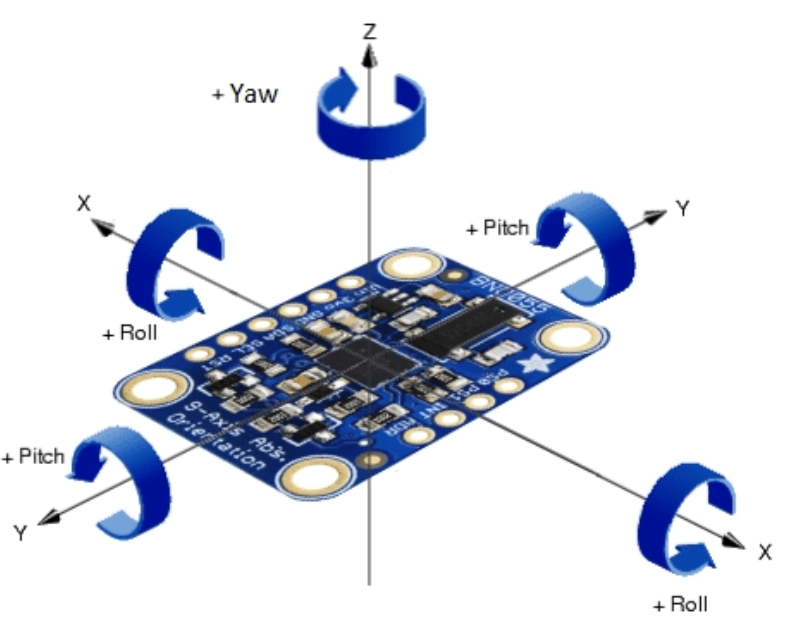 Z
+ Yaw
X
Y
+ Pitch
+ Roll
BNO055
Vin 3vo GND SDA SCL RST
PS0 PS1 INT ADR
9-Axis Abs.
Orientation
+ Pitch
Y
X
+ Roll